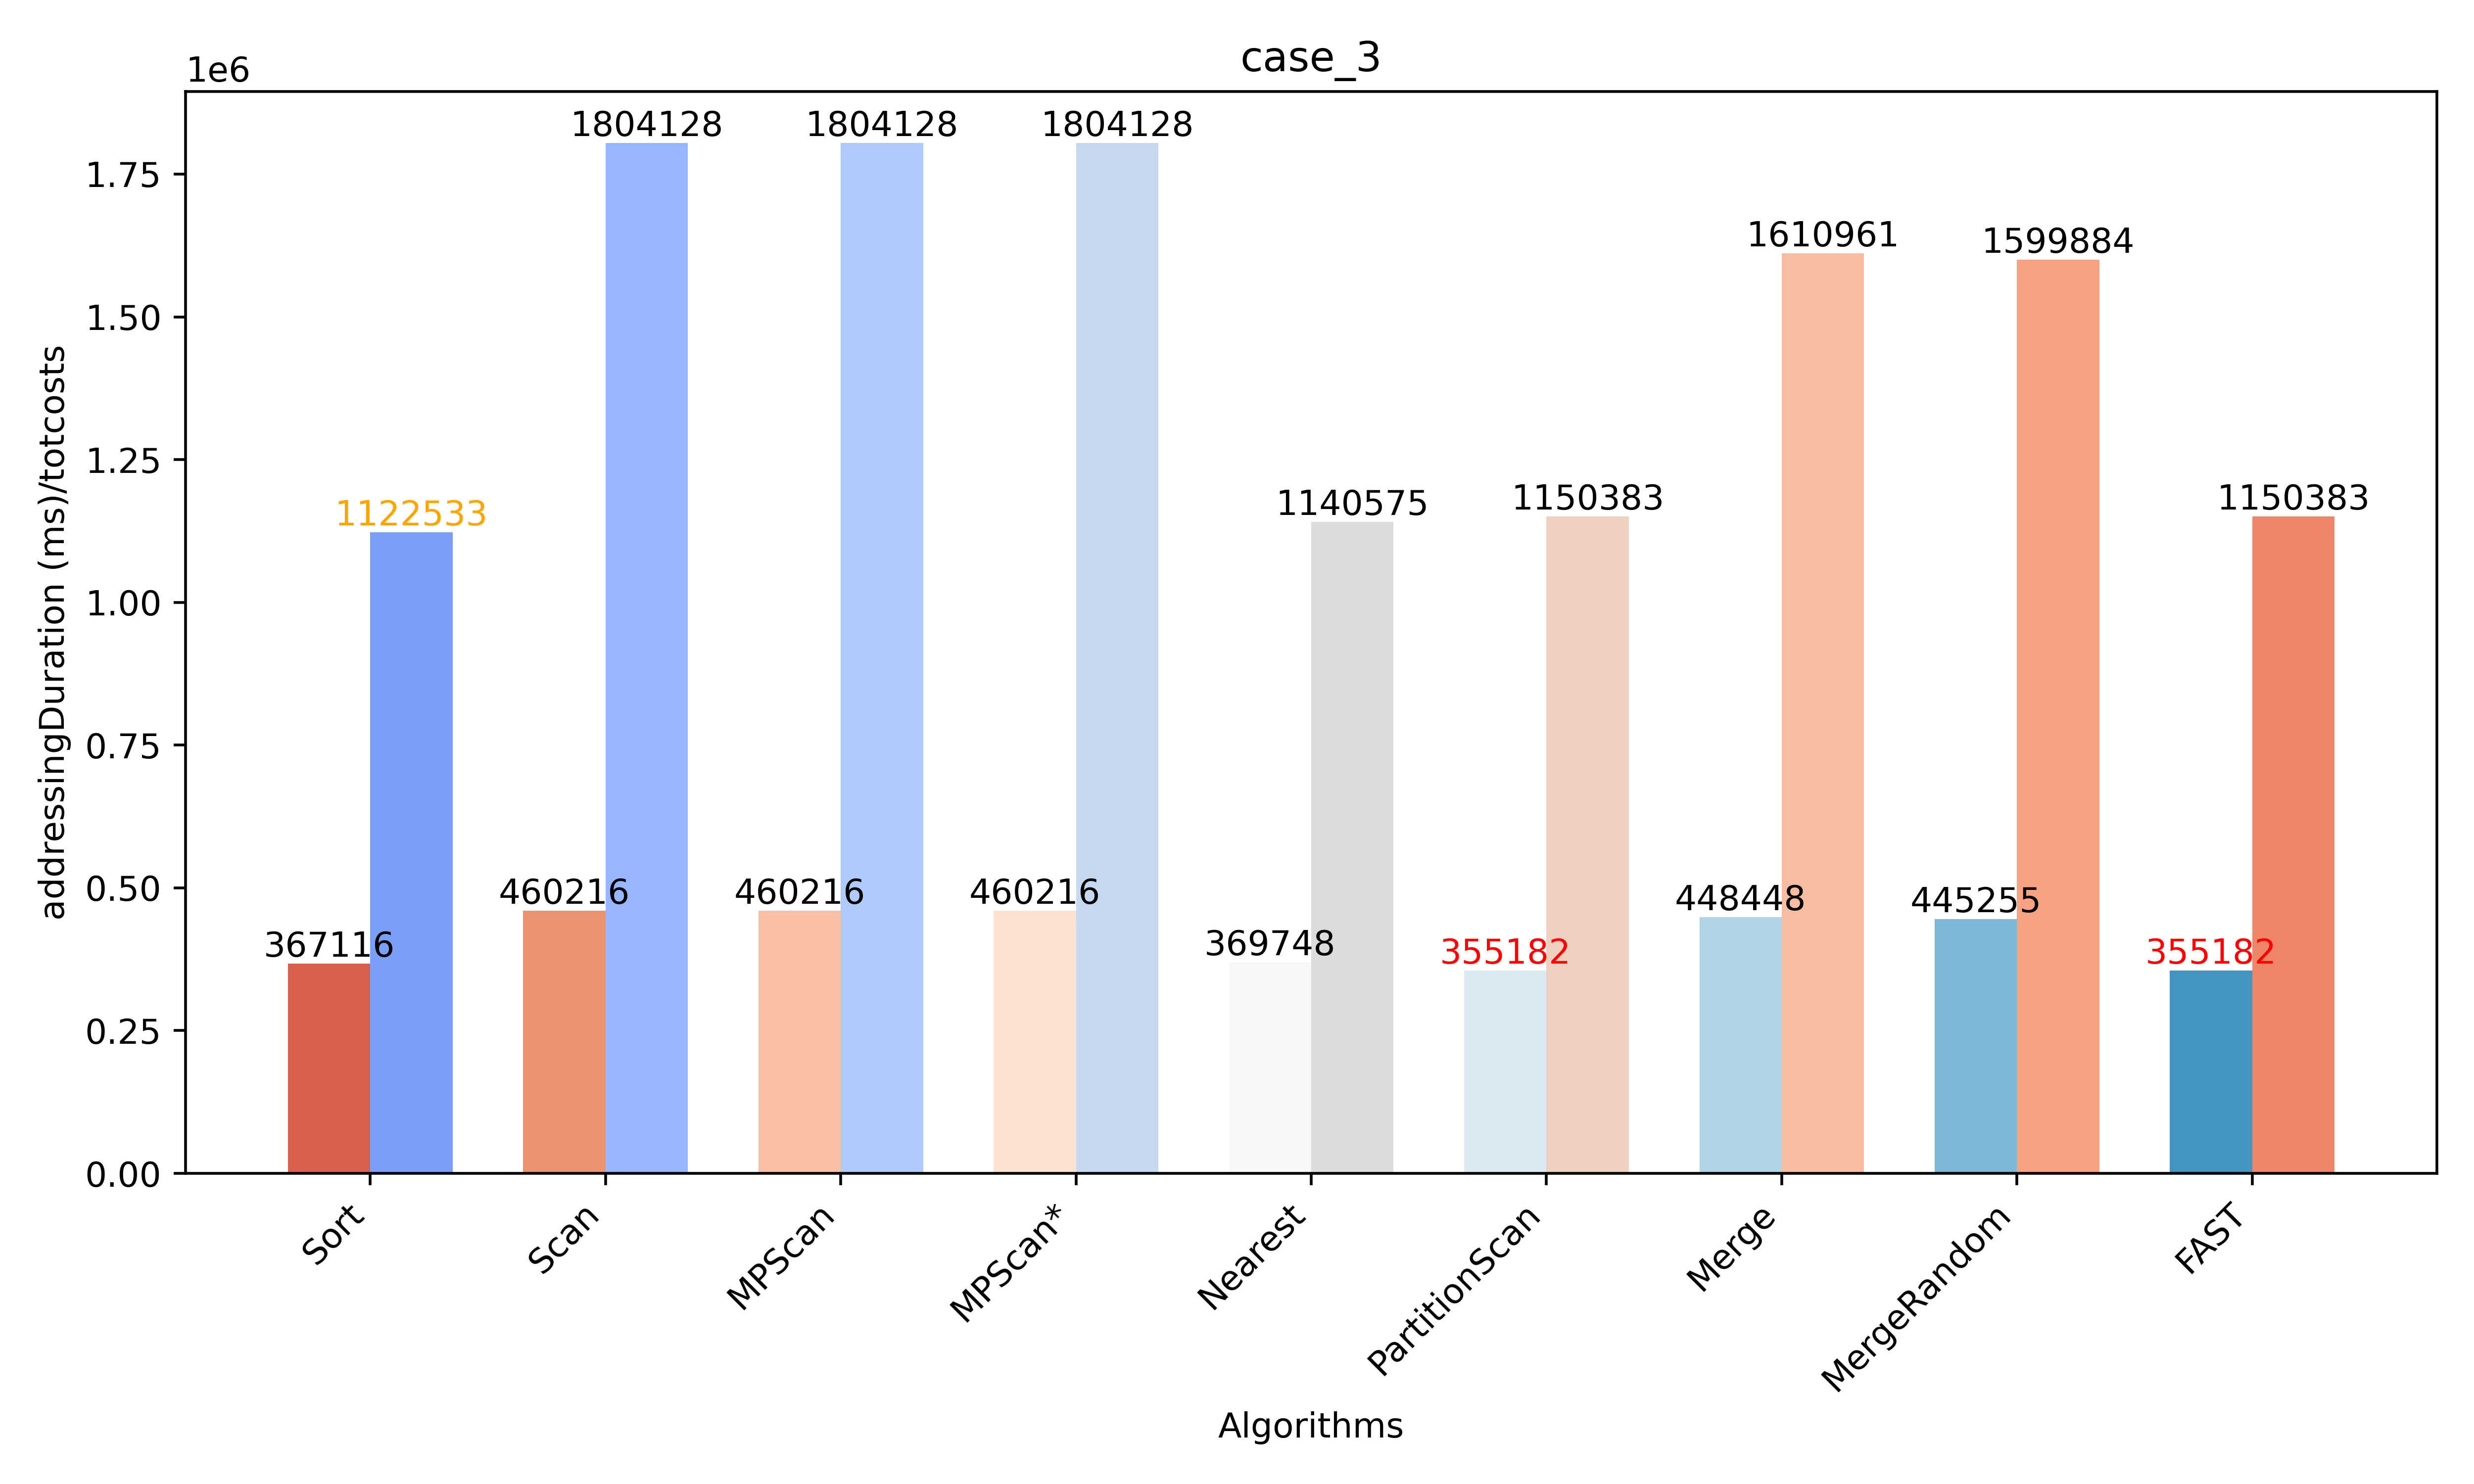 case_3
1e6
1804128
1804128
1804128
1.75
1610961
1599884
1.50
1.25
1122533
1140575
1150383
1150383
1.00
0.75
0.50
460216
460216
460216
448448
445255
367116
369748
355182
355182
0.25
0.00
addressingDuration (ms)/totcosts
Sort
Scan
MPScan
MPScan*
Nearest
PartitionScan
Merge
MergeRandom
FAST
Algorithms